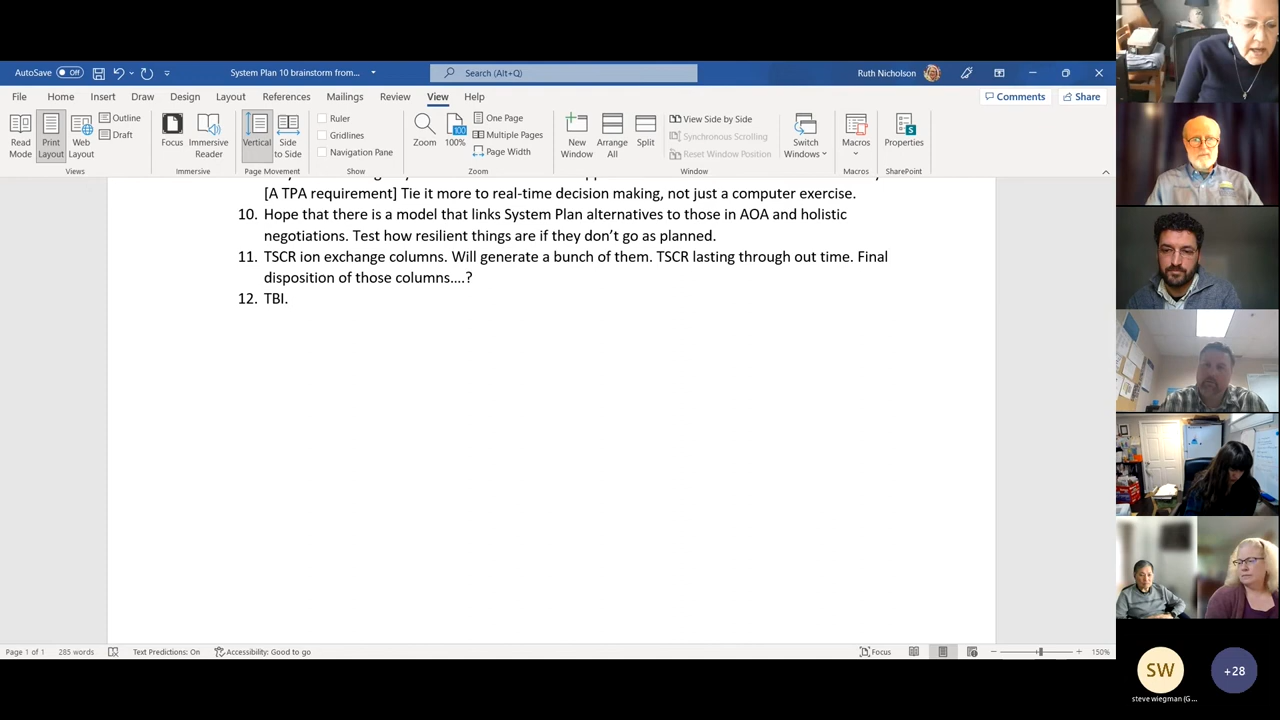 AutoSave Off
System Plan 10 brainstorm from...
Search (Alt+Q)
Ruth Nicholson
File Home Insert Draw Design Layout References Mailings Review View Help
Comments Share
Read Mode
Print Layout
Web Layout
Outline
Draft
Views
Focus
Immersive Reader
Immersive
Vertical
Side to Side
Page Movement
Ruler
Gridlines
Navigation Pane
Show
Zoom
100
100%
One Page
Multiple Pages
Page Width
Zoom
New Window
Arrange All
Split
View Side by Side
Synchronous Scrolling
Reset Window Position
Switch Windows
Window
Macros
Macros
Properties
SharePoint
[A TPA requirement] Tie it more to real-time decision making, not just a computer exercise.
10. Hope that there is a model that links System Plan alternatives to those in AOA and holistic
negotiations. Test how resilient things are if they don’t go as planned.
11. TSCR ion exchange columns. Will generate a bunch of them. TSCR lasting through out time. Final
disposition of those columns....?
12. TBI.
Page 1 of 1 285 words Text Predictions: On Accessibility: Good to go Focus 150%
SW
steve wiegman (G...
+28